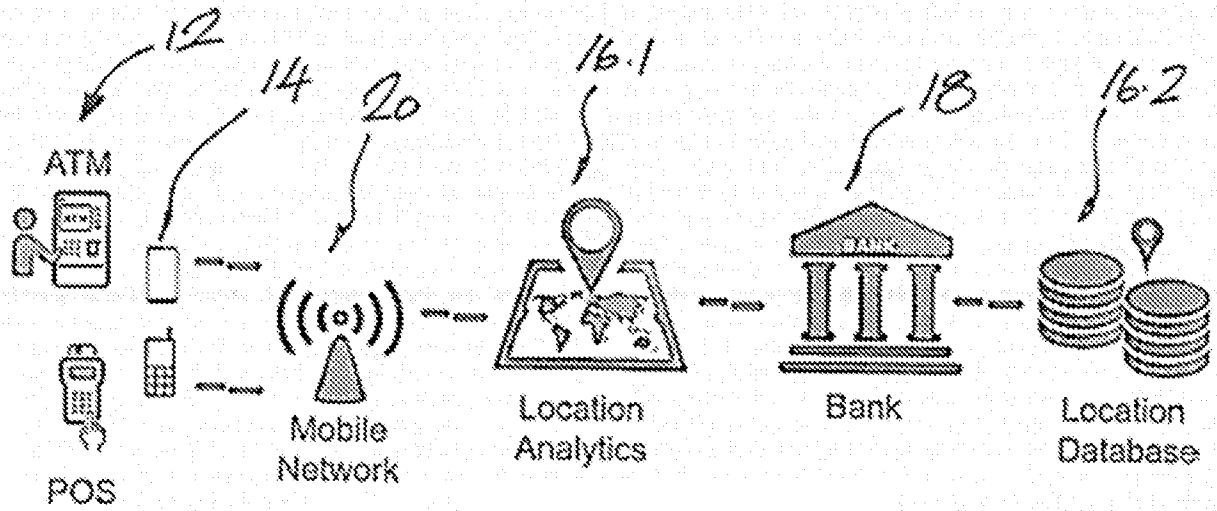 12
14
20
16.1
18
16.2
ATM
BANK
Mobile
Network
Location
Analytics
Bank
Location
Database
POS